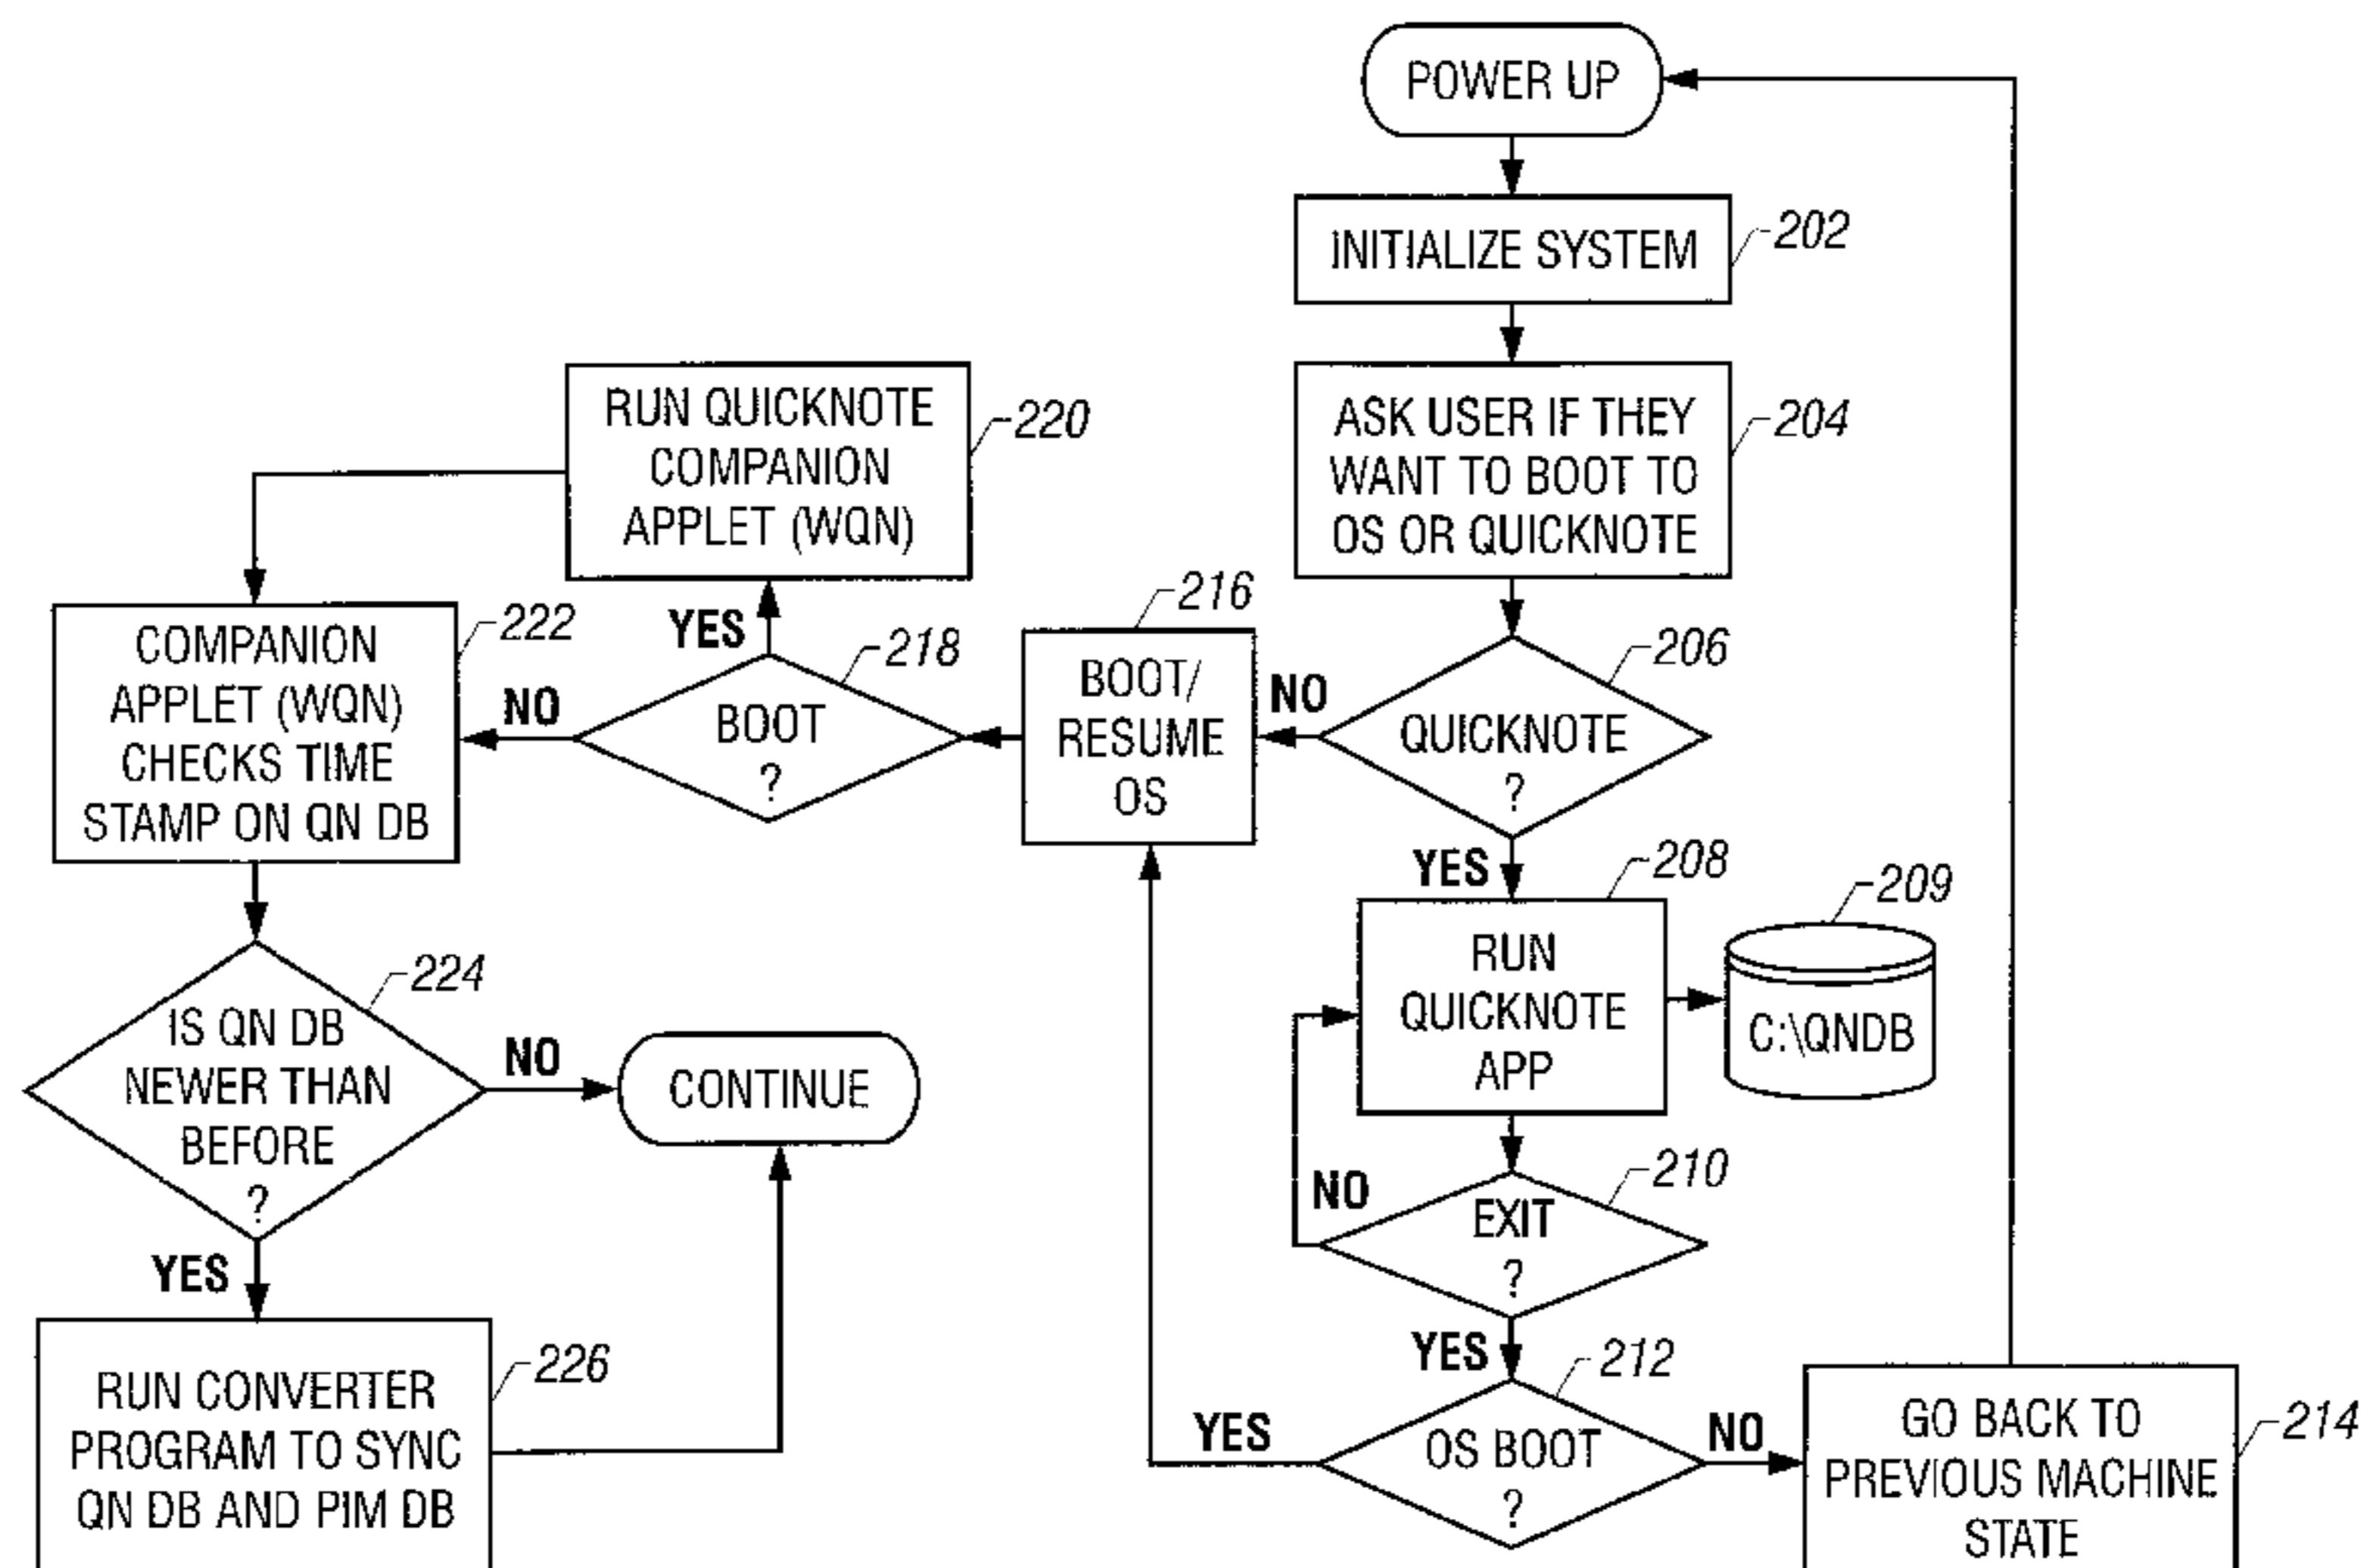 POWER UP
INITIALIZE SYSTEM
202
ASK USER IF THEY
WANT TO BOOT TO
OS OR QUICKNOTE
204
QUICKNOTE
?
206
NO
YES
BOOT/
RESUME
OS
216
BOOT
?
218
YES
NO
RUN QUICKNOTE
COMPANION
APPLET (WQN)
220
COMPANION
APPLET (WQN)
CHECKS TIME
STAMP ON QN DB
222
IS QN DB
NEWER THAN
BEFORE
?
224
NO
CONTINUE
YES
RUN CONVERTER
PROGRAM TO SYNC
QN DB AND PIM DB
226
RUN
QUICKNOTE
APP
208
C:\QNDB
209
EXIT
?
210
NO
YES
OS BOOT
?
212
YES
NO
GO BACK TO
PREVIOUS MACHINE
STATE
214